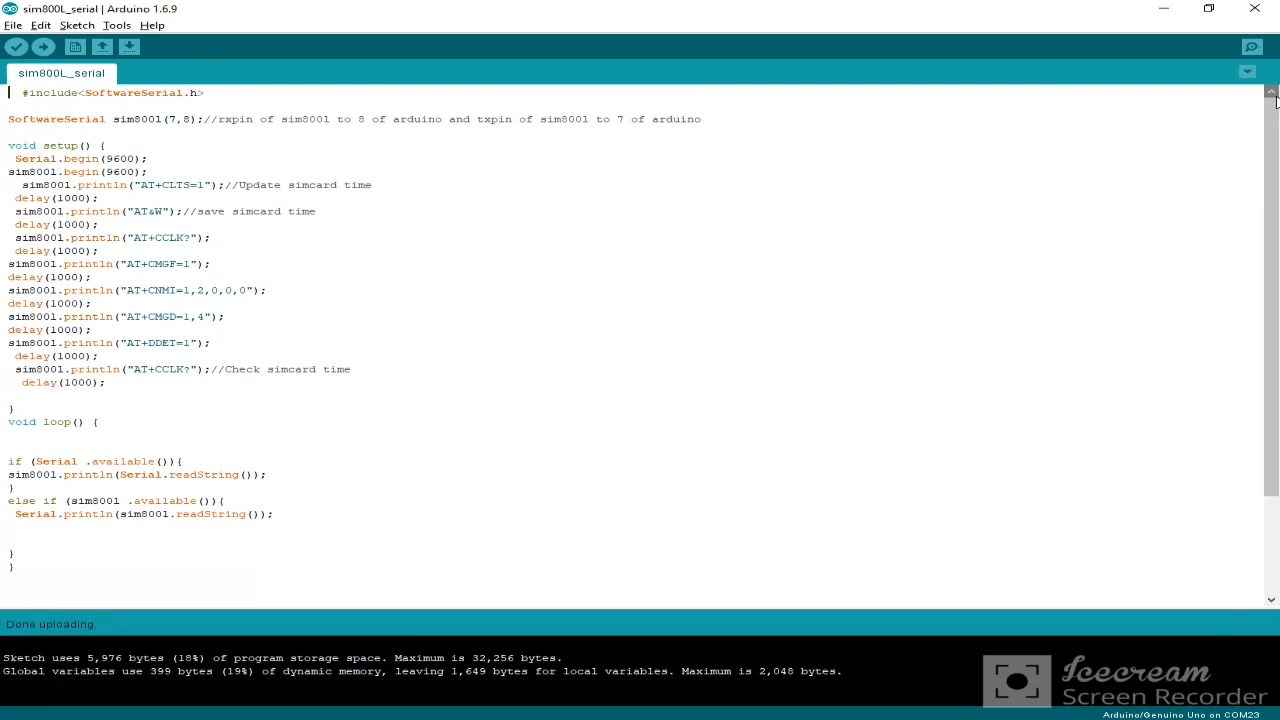 sim800L_serial | Arduino 1.6.9
File Edit Sketch Tools Help
sim800L_serial
#include<SoftwareSerial.h>
SoftwareSerial sim800l(7,8);//rxpin of sim800l to 8 of arduino and txpin of sim800l to 7 of arduino
void setup() {
Serial.begin(9600);
sim800l.begin(9600);
sim800l.println("AT+CLTS=1");//Update simcard time
delay(1000);
sim800l.println("AT&W");//save simcard time
delay(1000);
sim800l.println("AT+CCLK?");
delay(1000);
sim800l.println("AT+CMGF=1");
delay(1000);
sim800l.println("AT+CNMI=1,2,0,0,0");
delay(1000);
sim800l.println("AT+CMGD=1,4");
delay(1000);
sim800l.println("AT+DDET=1");
delay(1000);
sim800l.println("AT+CCLK?");//Check simcard time
delay(1000);
}
void loop() {
if (Serial .available()){
sim800l.println(Serial.readString());
}
else if (sim800l .available()){
Serial.println(sim800l.readString());
}
}
Done uploading.
Sketch uses 5,976 bytes (18%) of program storage space. Maximum is 32,256 bytes.
Global variables use 399 bytes (19%) of dynamic memory, leaving 1,649 bytes for local variables. Maximum is 2,048 bytes.
Icecream
Screen Recorder
Arduino/Genuino Uno on COM23